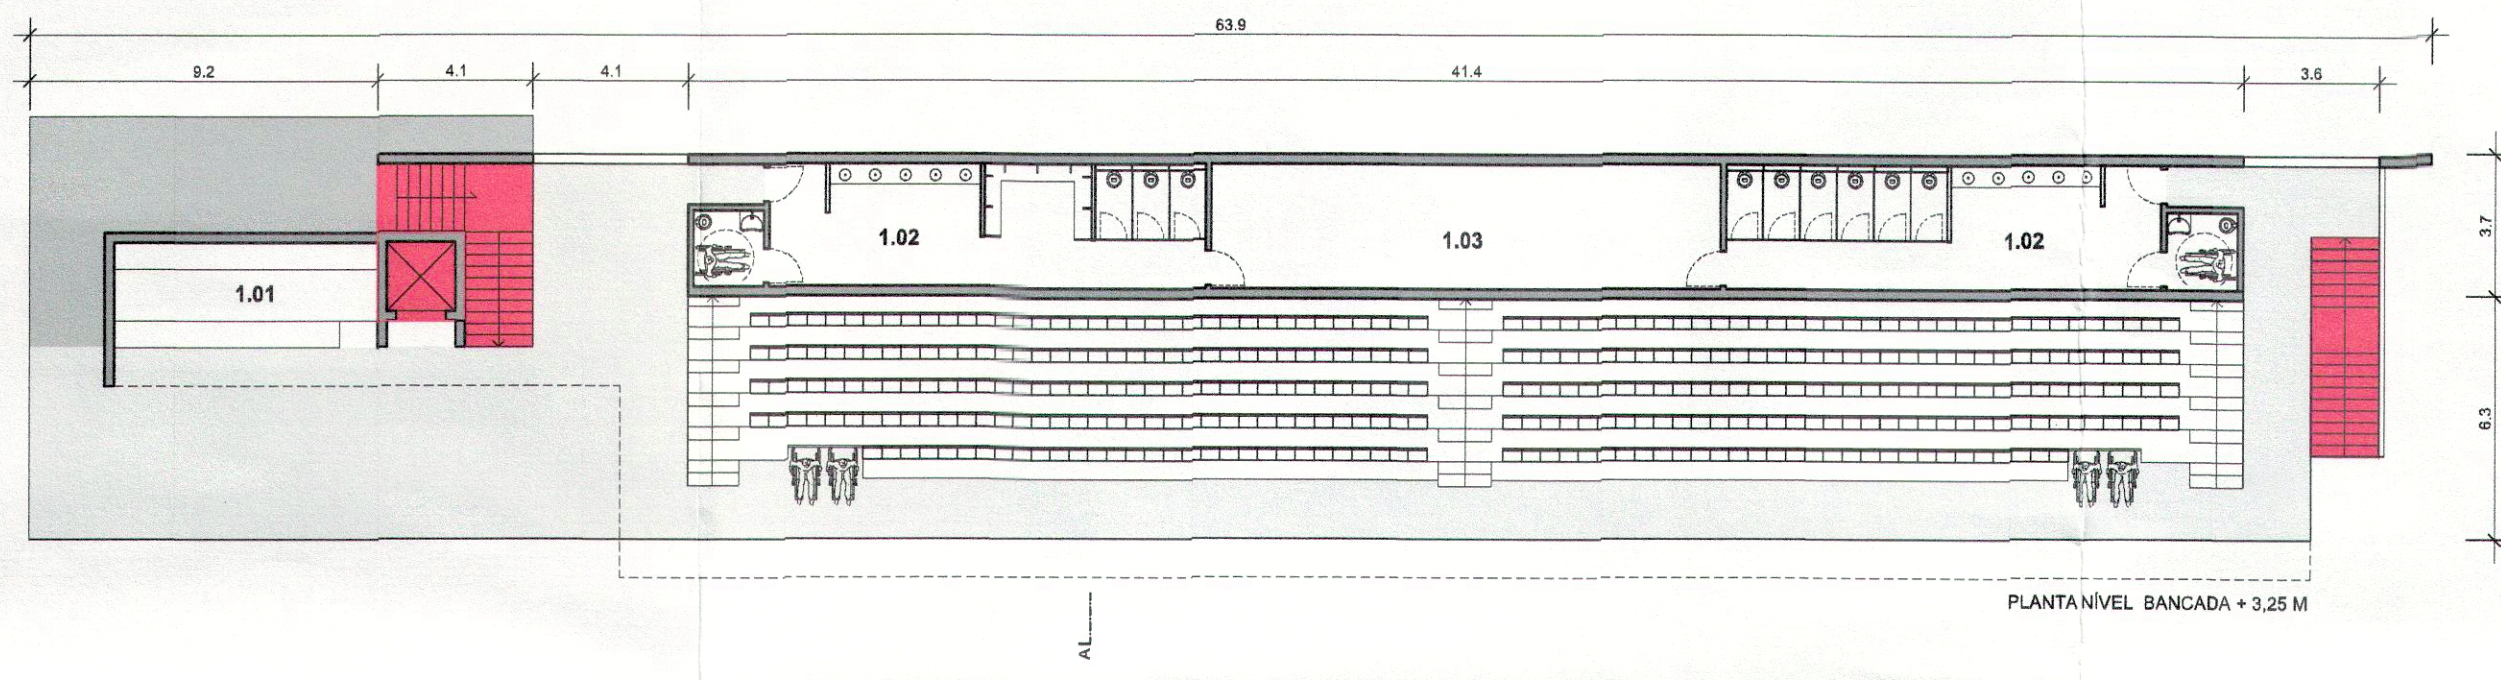 63.9
9.2 4.1 4.1 41.4 3.6
1.02 1.03 1.02
3.7
1.01
6.3
PLANTA NÍVEL BANCADA + 3,25 M
AL